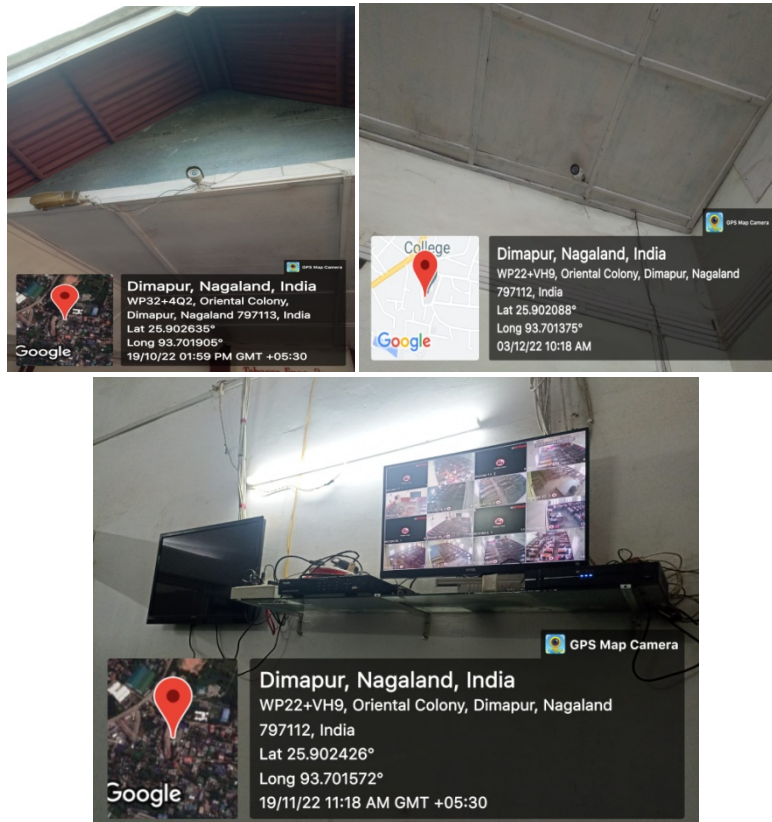 GPS Map Camera
Dimapur, Nagaland, India
WP32+4Q2, Oriental Colony,
Dimapur, Nagaland 797113, India
Lat 25.902635°
Long 93.701905°
19/10/22 01:59 PM GMT +05:30
Google
GPS Map Camera
College
Dimapur, Nagaland, India
WP22+VH9, Oriental Colony, Dimapur, Nagaland
797112, India
Lat 25.902088°
Long 93.701375°
03/12/22 10:18 AM
Google
GPS Map Camera
Dimapur, Nagaland, India
WP22+VH9, Oriental Colony, Dimapur, Nagaland
797112, India
Lat 25.902426°
Long 93.701572°
19/11/22 11:18 AM GMT +05:30
Google